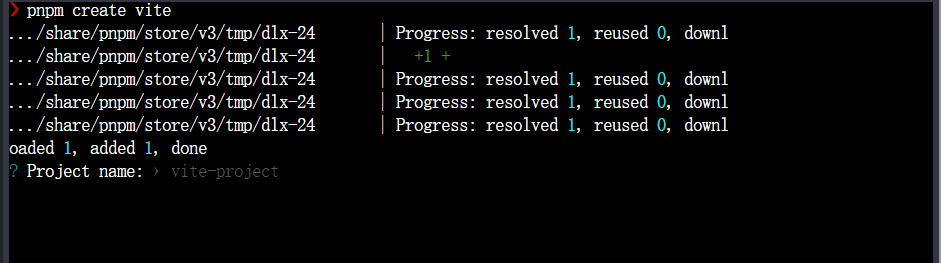 ❯ pnpm create vite
.../share/pnpm/store/v3/tmp/dlx-24 | Progress: resolved 1, reused 0, downl
.../share/pnpm/store/v3/tmp/dlx-24 | +1 +
.../share/pnpm/store/v3/tmp/dlx-24 | Progress: resolved 1, reused 0, downl
.../share/pnpm/store/v3/tmp/dlx-24 | Progress: resolved 1, reused 0, downl
.../share/pnpm/store/v3/tmp/dlx-24 | Progress: resolved 1, reused 0, downl
oaded 1, added 1, done
? Project name: › vite-project